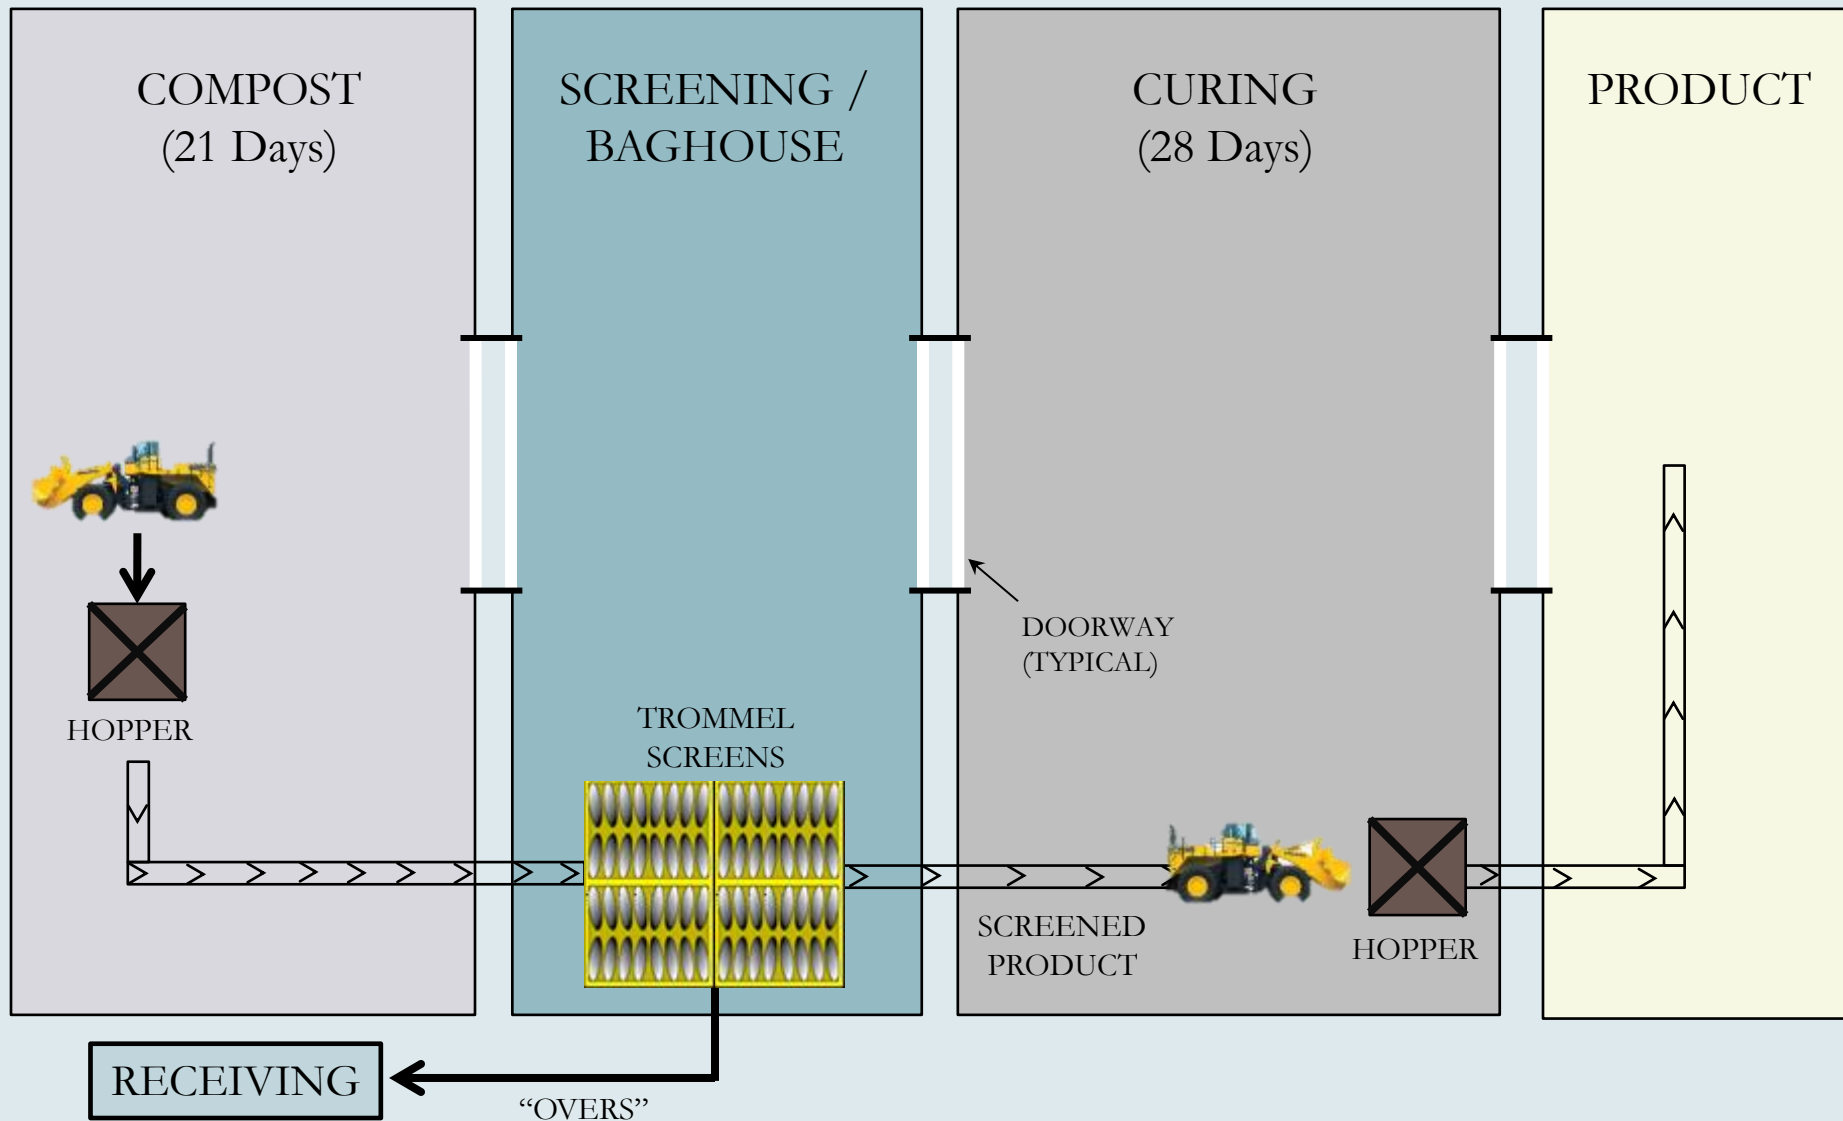 COMPOST
(21 Days)
SCREENING /
BAGHOUSE
CURING
(28 Days)
PRODUCT
DOORWAY
(TYPICAL)
HOPPER
TROMMEL
SCREENS
SCREENED
PRODUCT
HOPPER
RECEIVING
“OVERS”